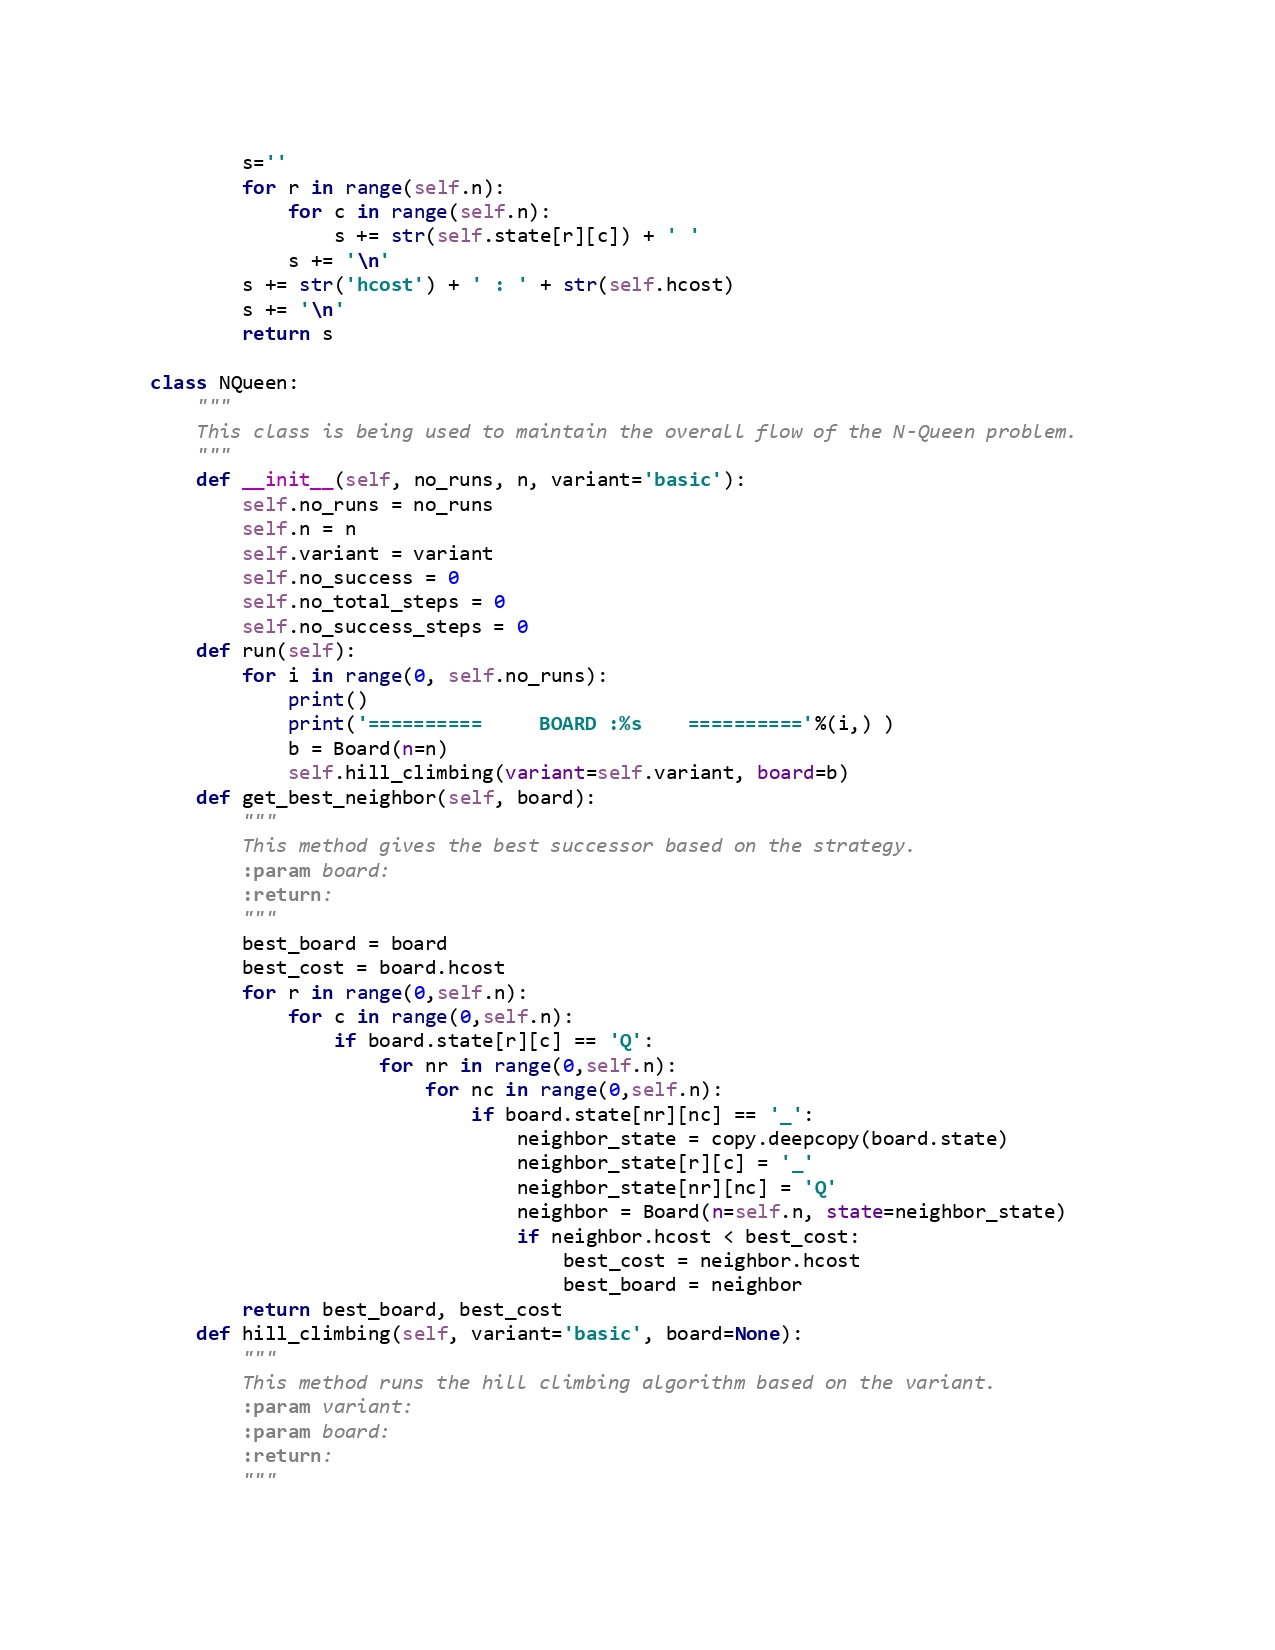 s=''
        for r in range(self.n):
            for c in range(self.n):
                s += str(self.state[r][c]) + ' '
            s += '\n'
        s += str('hcost') + ' : ' + str(self.hcost)
        s += '\n'
        return s
class NQueen:
    """
    This class is being used to maintain the overall flow of the N-Queen problem.
    """
    def __init__(self, no_runs, n, variant='basic'):
        self.no_runs = no_runs
        self.n = n
        self.variant = variant
        self.no_success = 0
        self.no_total_steps = 0
        self.no_success_steps = 0
    def run(self):
        for i in range(0, self.no_runs):
            print()
            print('==========     BOARD :%s    =========='%(i,) )
            b = Board(n=n)
            self.hill_climbing(variant=self.variant, board=b)
    def get_best_neighbor(self, board):
        """
        This method gives the best successor based on the strategy.
        :param board:
        :return:
        """
        best_board = board
        best_cost = board.hcost
        for r in range(0,self.n):
            for c in range(0,self.n):
                if board.state[r][c] == 'Q':
                    for nr in range(0,self.n):
                        for nc in range(0,self.n):
                            if board.state[nr][nc] == '_':
                                neighbor_state = copy.deepcopy(board.state)
                                neighbor_state[r][c] = '_'
                                neighbor_state[nr][nc] = 'Q'
                                neighbor = Board(n=self.n, state=neighbor_state)
                                if neighbor.hcost < best_cost:
                                    best_cost = neighbor.hcost
                                    best_board = neighbor
        return best_board, best_cost
    def hill_climbing(self, variant='basic', board=None):
        """
        This method runs the hill climbing algorithm based on the variant.
        :param variant:
        :param board:
        :return:
        """